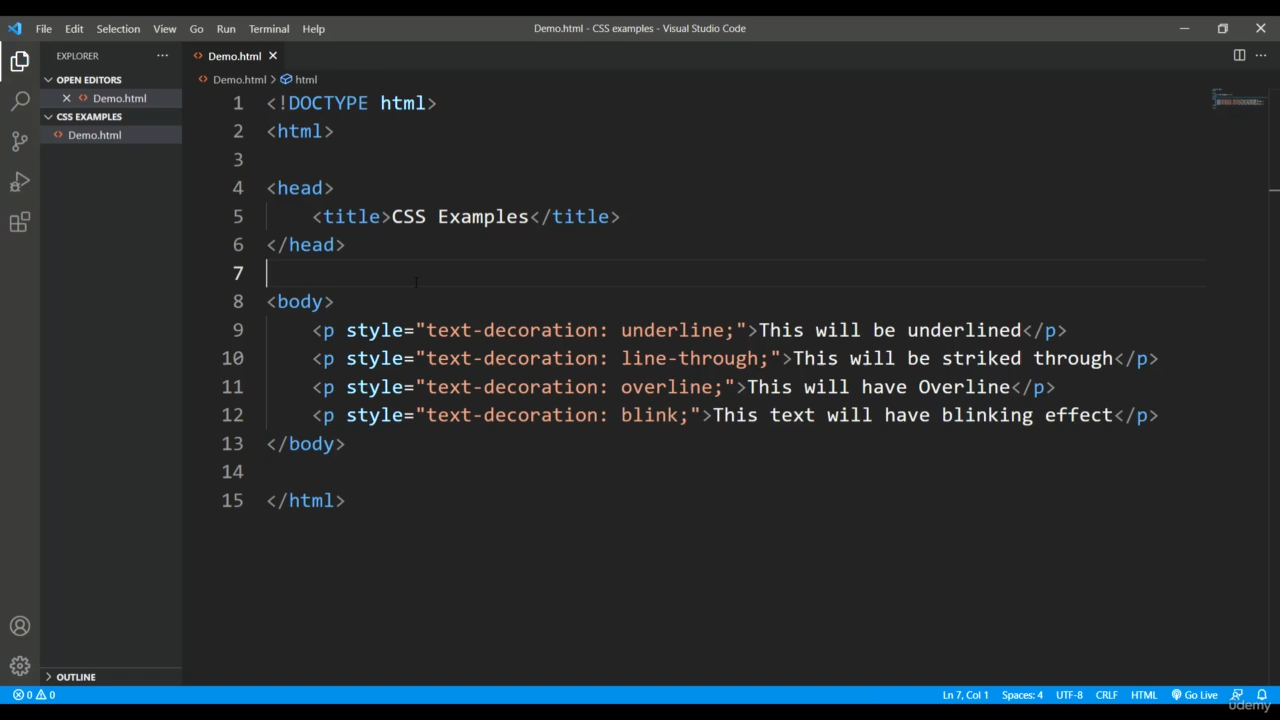 File Edit Selection View Go Run Terminal Help
Demo.html - CSS examples - Visual Studio Code
EXPLORER
OPEN EDITORS
Demo.html
CSS EXAMPLES
Demo.html
OUTLINE
Demo.html
Demo.html > html
1 <!DOCTYPE html>
2 <html>
3
4 <head>
5 <title>CSS Examples</title>
6 </head>
7
8 <body>
9 <p style="text-decoration: underline;">This will be underlined</p>
10 <p style="text-decoration: line-through;">This will be striked through</p>
11 <p style="text-decoration: overline;">This will have Overline</p>
12 <p style="text-decoration: blink;">This text will have blinking effect</p>
13 </body>
14
15 </html>
0 0 Ln 7, Col 1 Spaces: 4 UTF-8 CRLF HTML Go Live
udemy